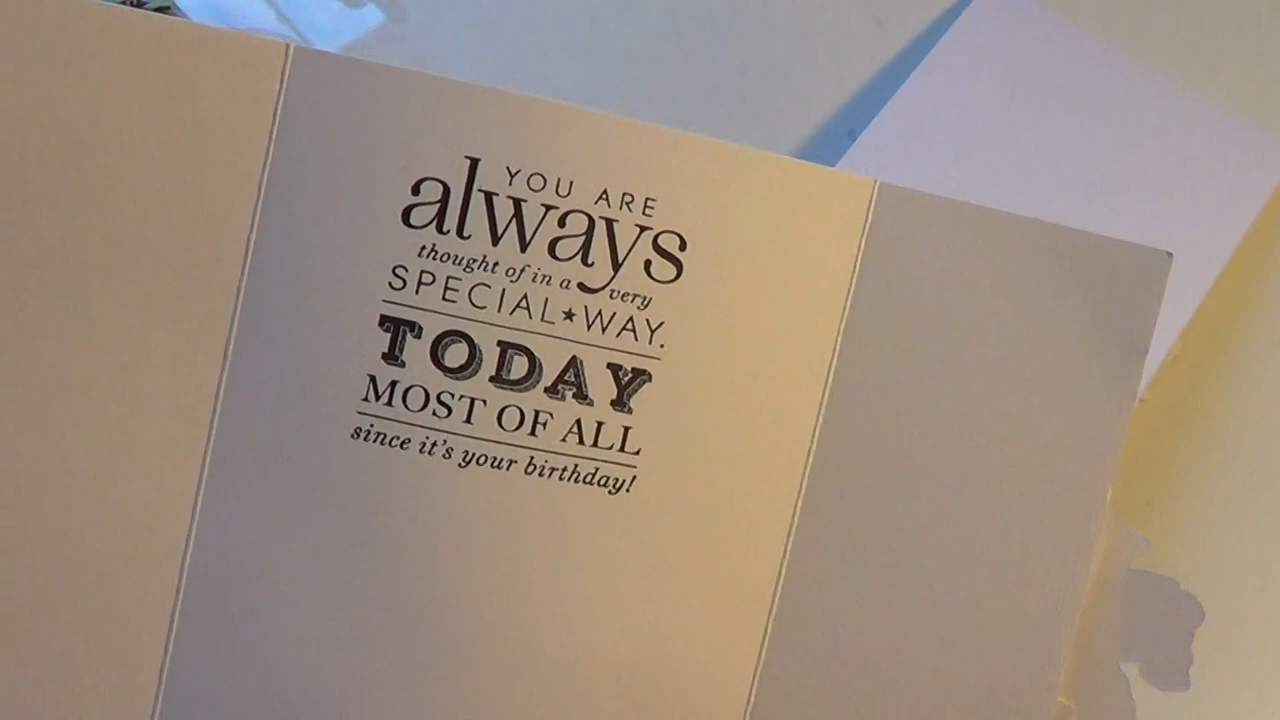 YOU ARE
always
thought of in a very
SPECIAL★WAY.
TODAY
MOST OF ALL
since it's your birthday!